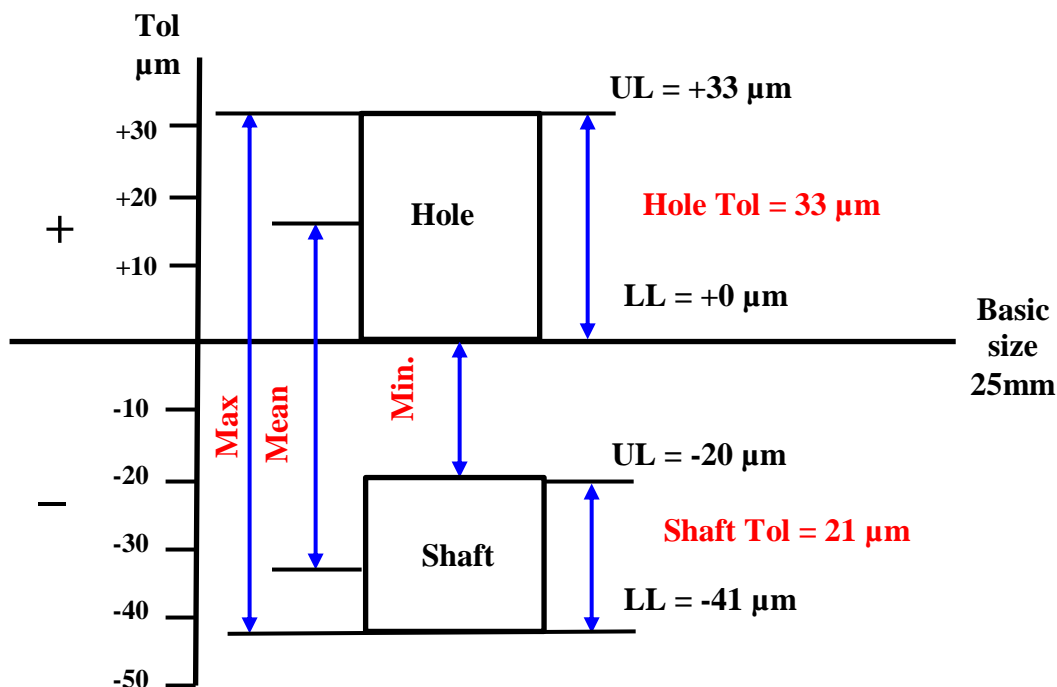 Tol
µm
UL = +33 µm
+30
+20
Hole
Hole Tol = 33 µm
+
+10
LL = +0 µm
Basic
size
25mm
Max
Mean
Min.
-10
UL = -20 µm
-20
–
Shaft Tol = 21 µm
-30
Shaft
LL = -41 µm
-40
-50